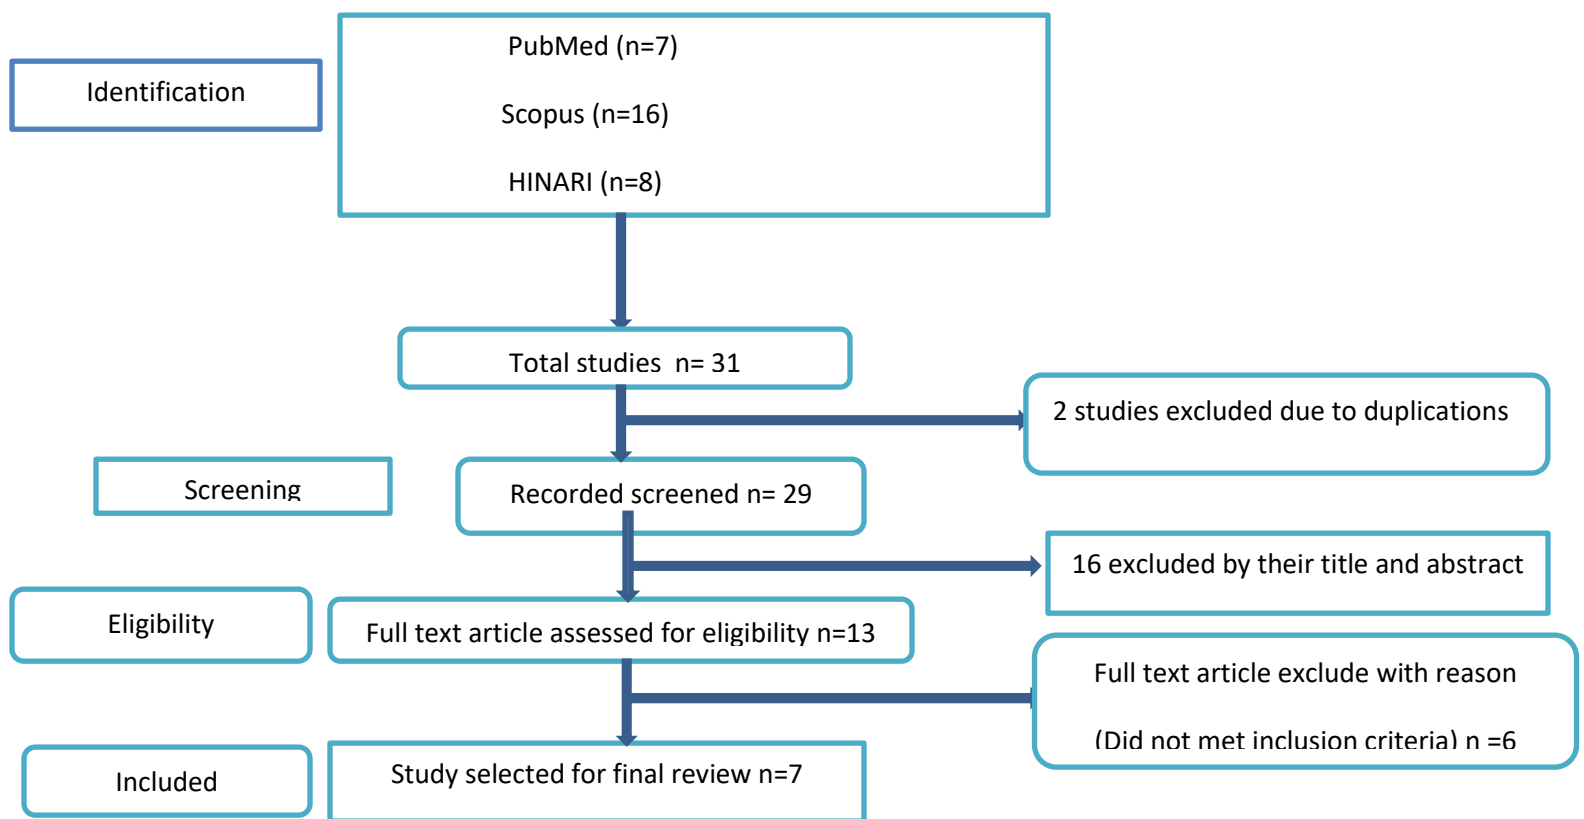 Identification
PubMed (n=7)
Scopus (n=16)
HINARI (n=8)
Total studies  n= 31
2 studies excluded due to duplications
Screening
Recorded screened n= 29
16 excluded by their title and abstract
Eligibility
Full text article assessed for eligibility n=13
Full text article exclude with reason
(Did not met inclusion criteria) n =6
Included
Study selected for final review n=7